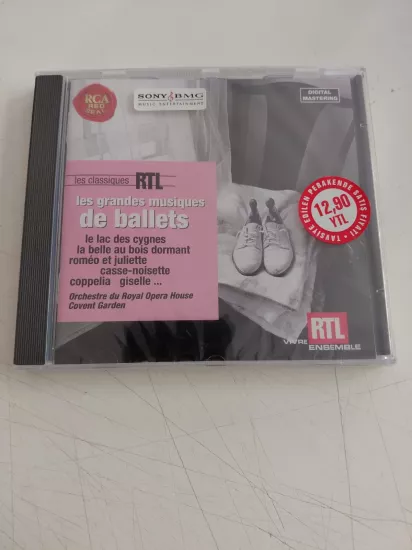 RCA
RED
SEAL
SONY BMG
MUSIC ENTERTAINMENT
DIGITAL
MASTERING
les classiques RTL
les grandes musiques
de ballets
le lac des cygnes
la belle au bois dormant
roméo et juliette
casse-noisette
coppelia giselle ...
Orchestre du Royal Opera House
Covent Garden
TAVSİYE EDİLEN PERAKENDE SATIŞ FİYATI •
12,90
YTL
RTL
VIVRE
ENSEMBLE